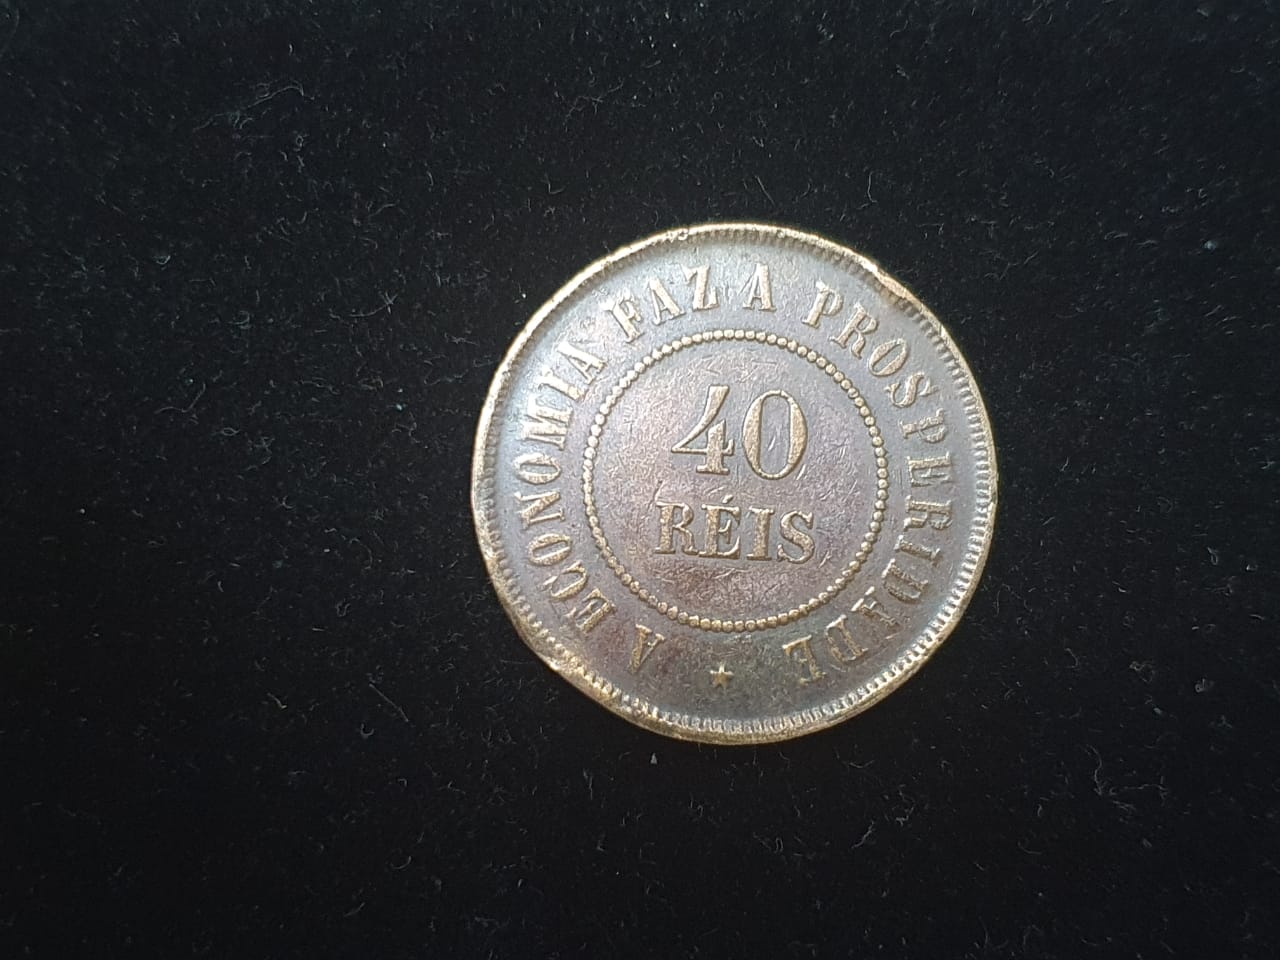 A ECONOMIA FAZ A PROSPERIDADE
40
RÉIS